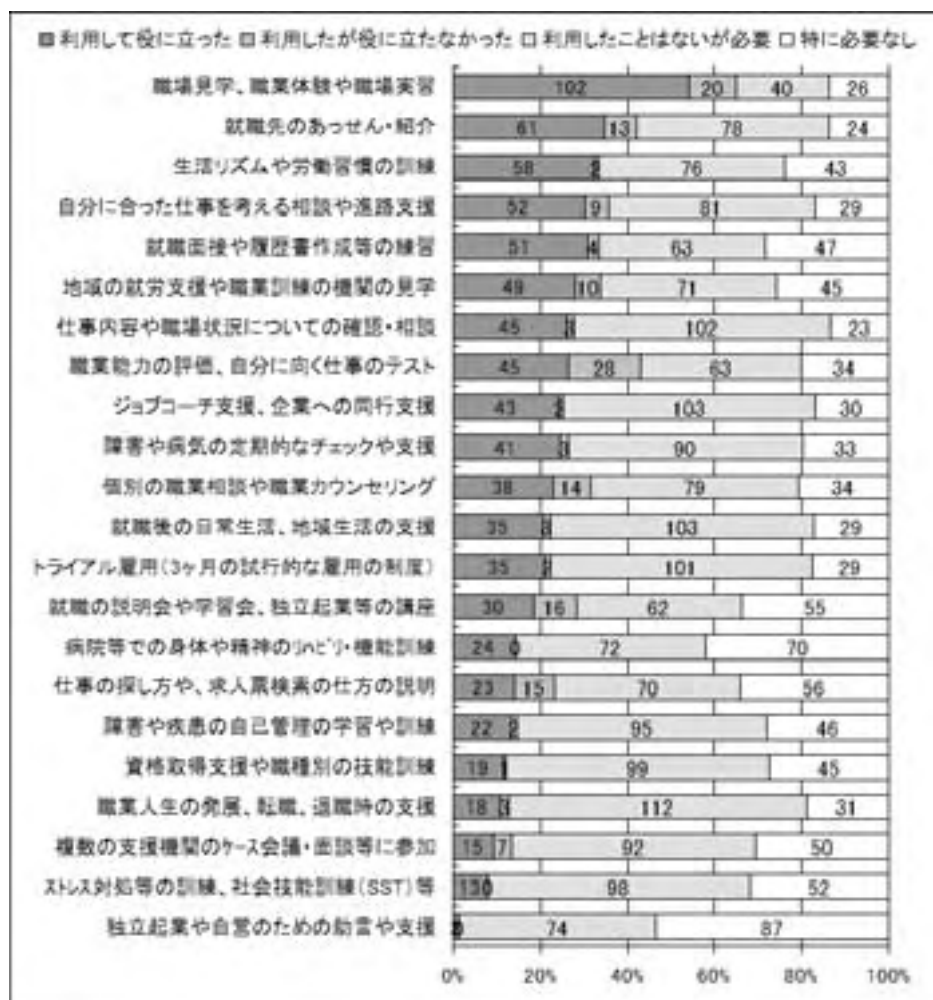 ■利用して役に立った ■利用したが役に立たなかった □利用したことはないが必要 □特に必要なし
職場見学、職業体験や職場実習 102 20 40 26
就職先のあっせん・紹介 61 13 78 24
生活リズムや労働習慣の訓練 58 2 76 43
自分に合った仕事を考える相談や進路支援 52 9 81 29
就職面接や履歴書作成等の練習 51 4 63 47
地域の就労支援や職業訓練の機関の見学 49 10 71 45
仕事内容や職場状況についての確認・相談 45 3 102 23
職業能力の評価、自分に向く仕事のテスト 45 28 63 34
ジョブコーチ支援、企業への同行支援 43 2 103 30
障害や病気の定期的なチェックや支援 41 3 90 33
個別の職業相談や職業カウンセリング 38 14 79 34
就職後の日常生活、地域生活の支援 35 103 29
トライアル雇用(3ヶ月の試行的な雇用の制度) 35 101 29
就職の説明会や学習会、独立起業等の講座 30 16 62 55
病院等での身体や精神のリハビリ・機能訓練 24 0 72 70
仕事の探し方や、求人票検索の仕方の説明 23 15 70 56
障害や疾患の自己管理の学習や訓練 22 2 95 46
資格取得支援や職種別の技能訓練 19 99 45
職業人生の発展、転職、退職時の支援 18 3 112 31
複数の支援機関のケース会議・面談等に参加 15 7 92 50
ストレス対処等の訓練、社会技能訓練(SST)等 13 0 98 52
独立起業や自営のための助言や支援 74 87
0% 20% 40% 60% 80% 100%